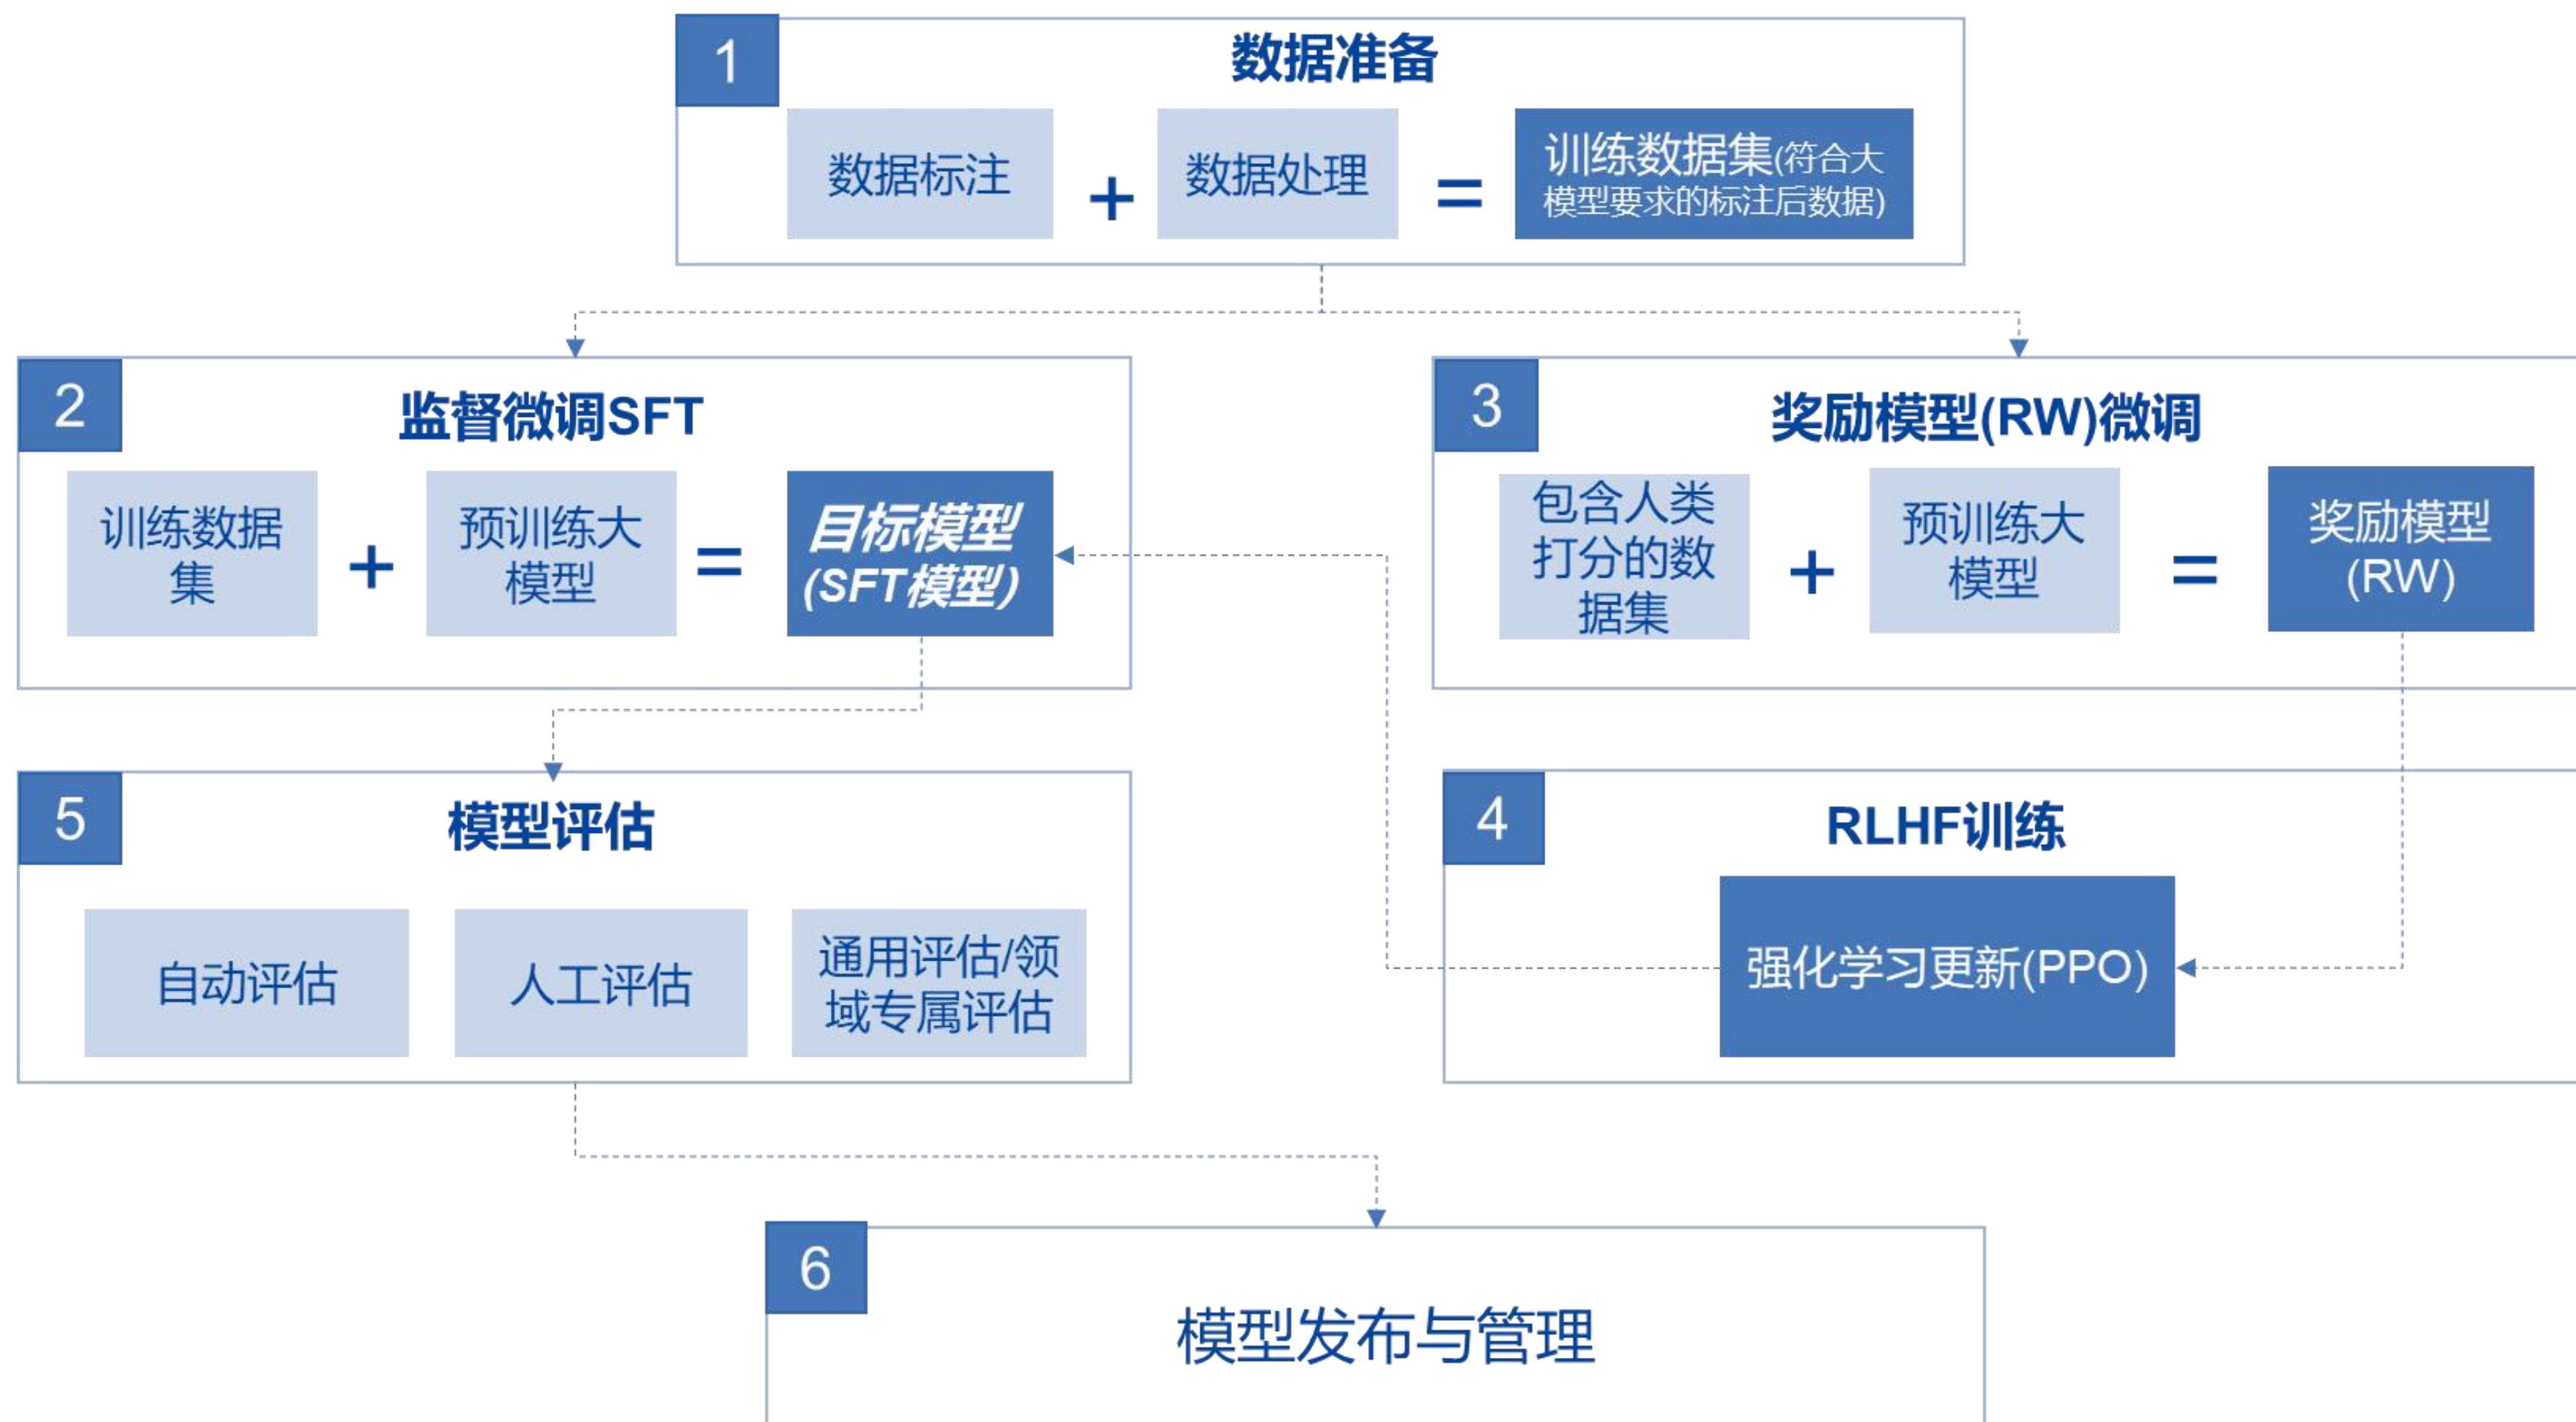 1
数据准备
数据标注
+
数据处理
=
训练数据集(符合大
模型要求的标注后数据)
2
监督微调SFT
训练数据
集
+
预训练大
模型
=
目标模型
(SFT模型)
3
奖励模型(RW)微调
包含人类
打分的数
据集
+
预训练大
模型
=
奖励模型
(RW)
4
RLHF训练
强化学习更新(PPO)
5
模型评估
自动评估
人工评估
通用评估/领
域专属评估
6
模型发布与管理